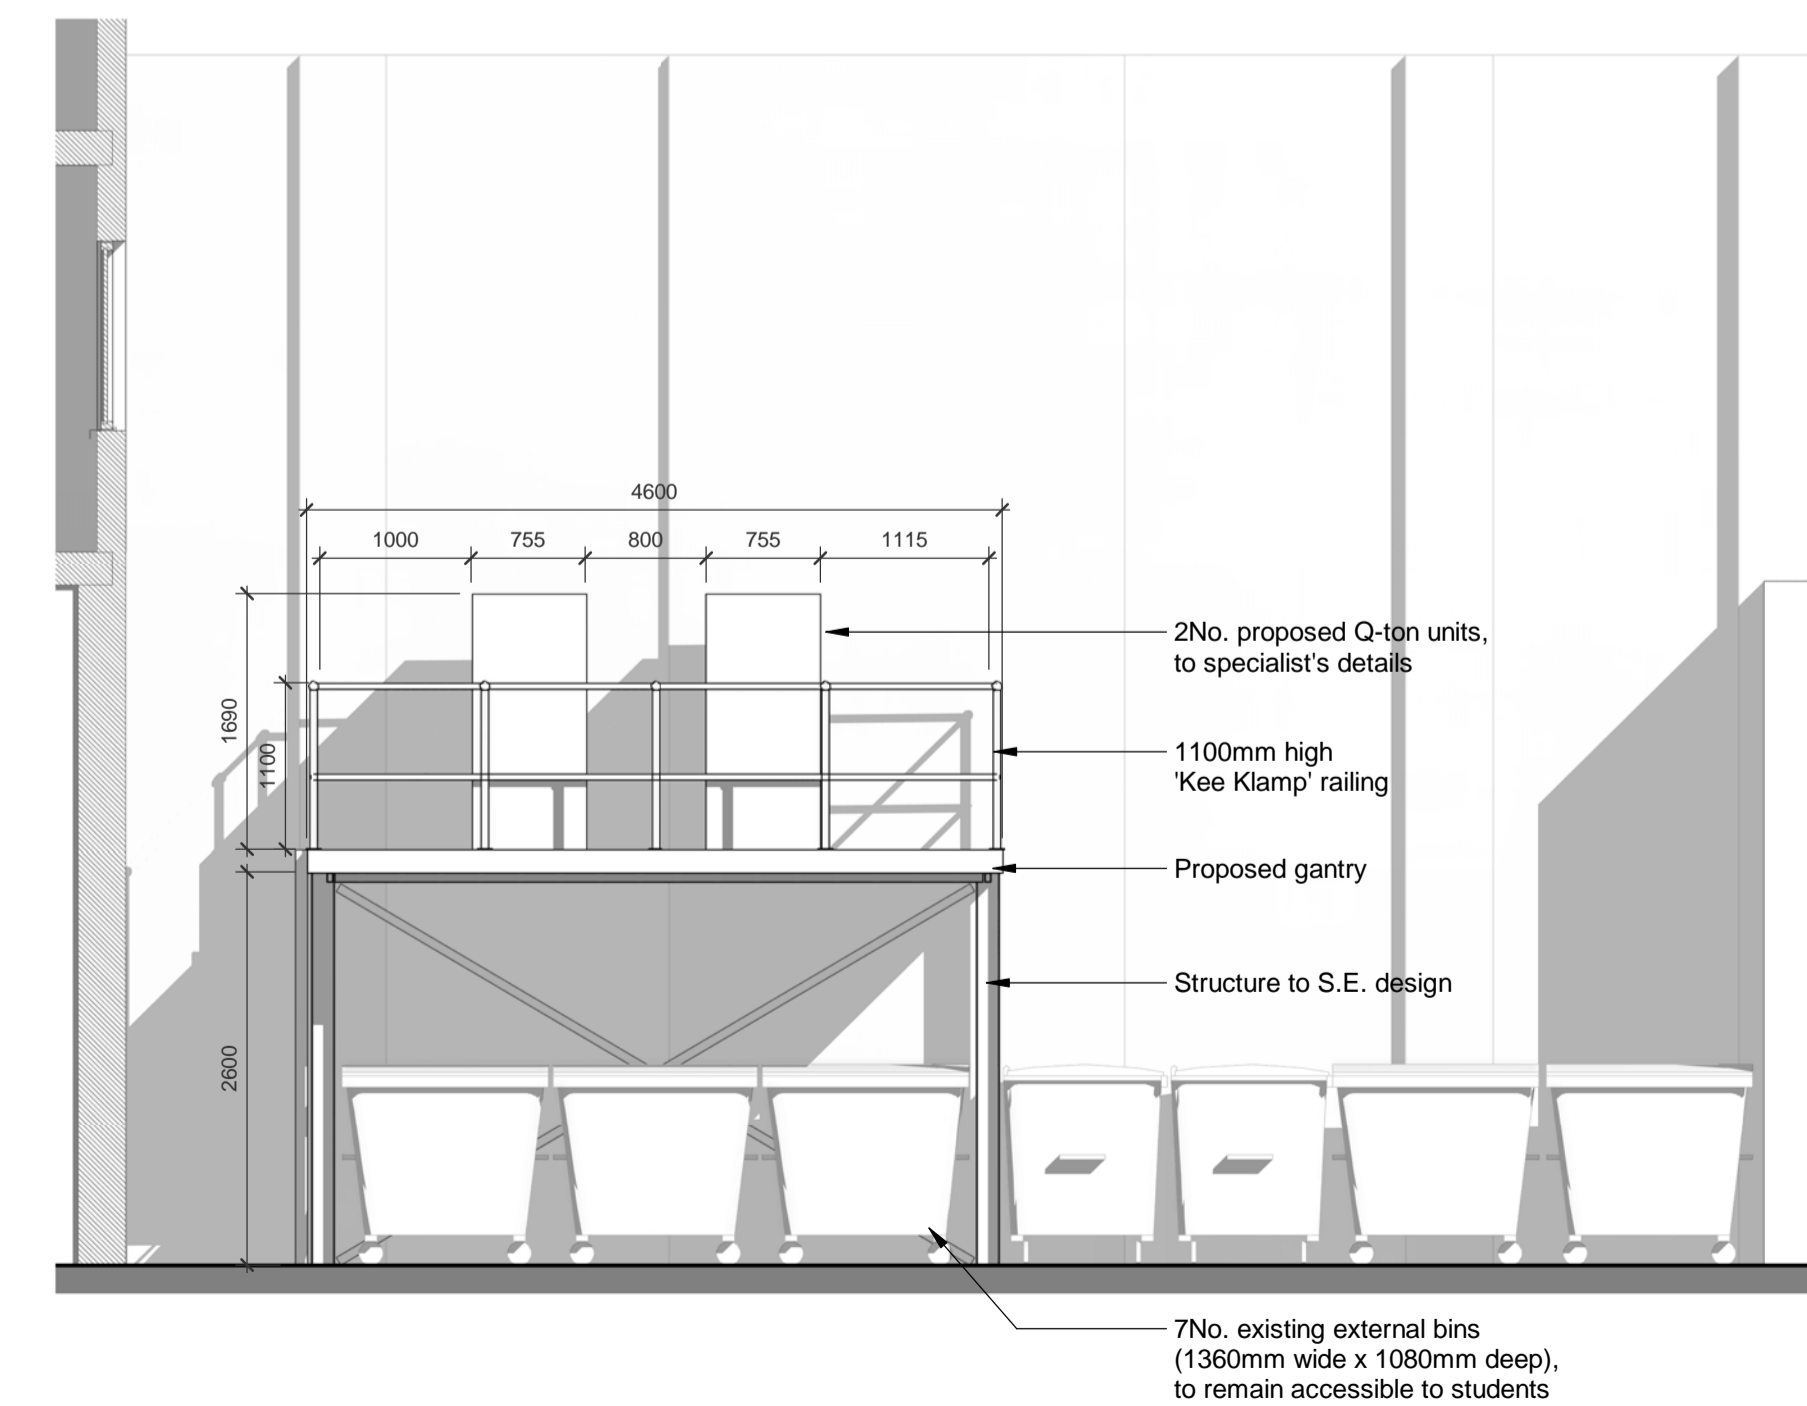 4600
1000 755 800 755 1115
2No. proposed Q-ton units,
to specialist's details
1690
1100
1100mm high
'Kee Klamp' railing
Proposed gantry
Structure to S.E. design
2600
7No. existing external bins
(1360mm wide x 1080mm deep),
to remain accessible to students